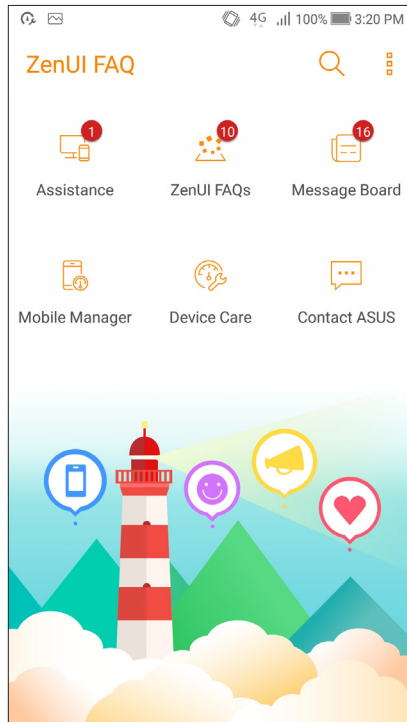 4G 100% 3:20 PM
ZenUI FAQ
1 10 16
Assistance ZenUI FAQs Message Board
Mobile Manager Device Care Contact ASUS